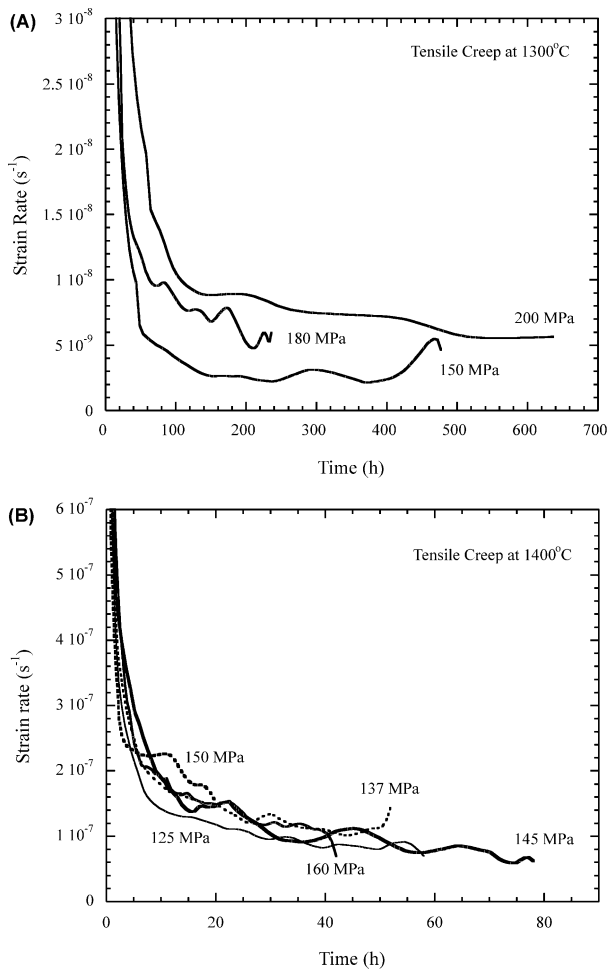 (A)
3 10⁻⁸
Tensile Creep at 1300°C
2.5 10⁻⁸
2 10⁻⁸
1.5 10⁻⁸
1 10⁻⁸
5 10⁻⁹
0
Strain Rate (s⁻¹)
200 MPa
180 MPa
150 MPa
0 100 200 300 400 500 600 700
Time (h)
(B)
6 10⁻⁷
Tensile Creep at 1400°C
5 10⁻⁷
4 10⁻⁷
3 10⁻⁷
2 10⁻⁷
1 10⁻⁷
0
Strain rate (s⁻¹)
150 MPa
137 MPa
125 MPa
160 MPa
145 MPa
0 20 40 60 80
Time (h)